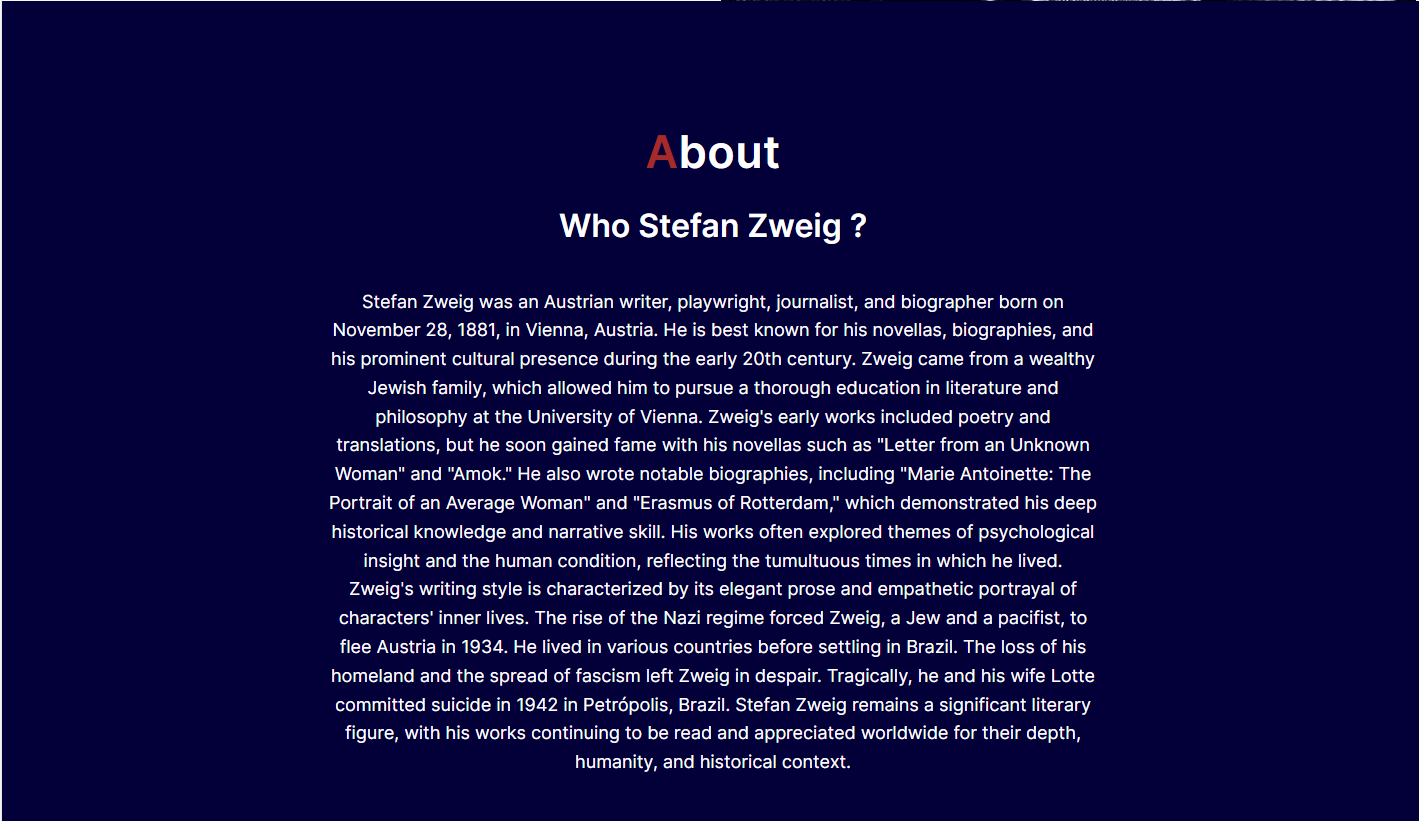 About
Who Stefan Zweig ?
Stefan Zweig was an Austrian writer, playwright, journalist, and biographer born on
November 28, 1881, in Vienna, Austria. He is best known for his novellas, biographies, and
his prominent cultural presence during the early 20th century. Zweig came from a wealthy
Jewish family, which allowed him to pursue a thorough education in literature and
philosophy at the University of Vienna. Zweig's early works included poetry and
translations, but he soon gained fame with his novellas such as "Letter from an Unknown
Woman" and "Amok." He also wrote notable biographies, including "Marie Antoinette: The
Portrait of an Average Woman" and "Erasmus of Rotterdam," which demonstrated his deep
historical knowledge and narrative skill. His works often explored themes of psychological
insight and the human condition, reflecting the tumultuous times in which he lived.
Zweig's writing style is characterized by its elegant prose and empathetic portrayal of
characters' inner lives. The rise of the Nazi regime forced Zweig, a Jew and a pacifist, to
flee Austria in 1934. He lived in various countries before settling in Brazil. The loss of his
homeland and the spread of fascism left Zweig in despair. Tragically, he and his wife Lotte
committed suicide in 1942 in Petrópolis, Brazil. Stefan Zweig remains a significant literary
figure, with his works continuing to be read and appreciated worldwide for their depth,
humanity, and historical context.